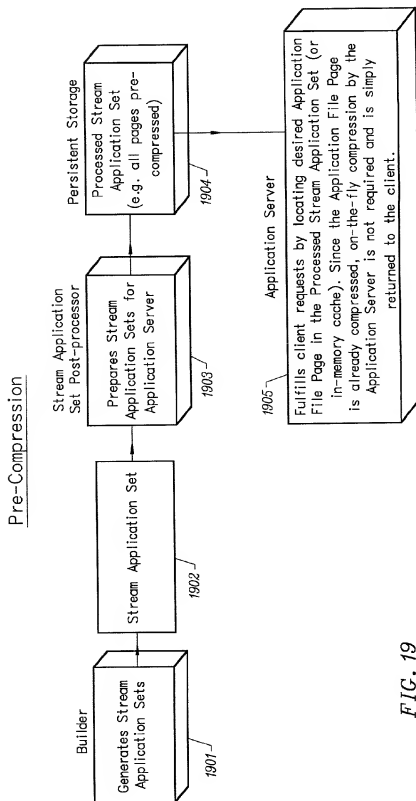 Pre-Compression
Builder
Generates Stream
Application Sets
1901
Stream Application Set
1902
Stream Application
Set Post-processor
Prepares Stream
Application Sets for
Application Server
1903
Persistent Storage
Processed Stream
Application Set
(e.g. all pages pre-
compressed)
1904
Application Server
1905
Fulfills client requests by locating desired Application
File Page in the Processed Stream Application Set (or
in-memory cache). Since the Application File Page
is already compressed, on-the-fly compression by the
Application Server is not required and is simply
returned to the client.
FIG. 19